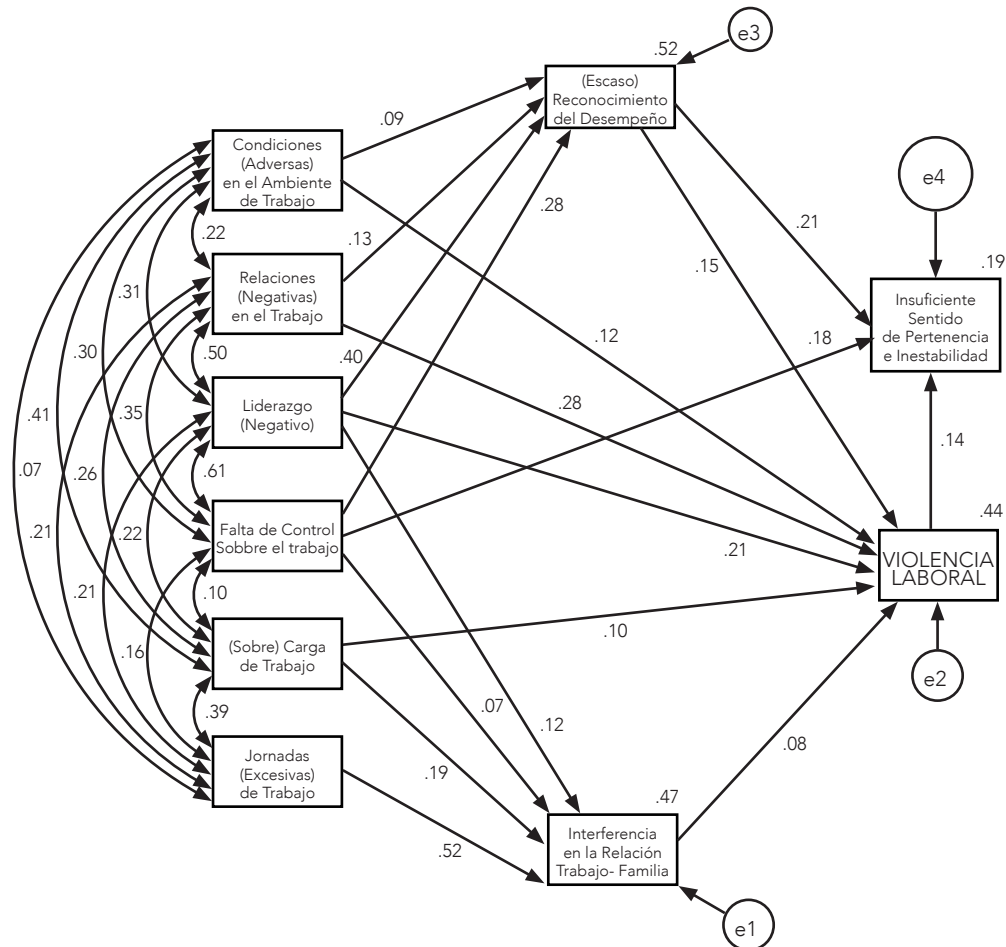 e3
.52
(Escaso)
Reconocimiento
del Desempeño
.09
Condiciones
(Adversas)
en el Ambiente
de Trabajo
e4
.28
.21
.22
.13
.15
.19
Relaciones
(Negativas)
en el Trabajo
Insuficiente
Sentido
de Pertenencia
e Inestabilidad
.31
.12
.18
.30
.50
.40
Liderazgo
(Negativo)
.28
.41
.35
.14
.07
.26
.61
.44
Falta de Control
Sobbre el trabajo
.21
.22
.21
VIOLENCIA
LABORAL
.21
.10
.10
(Sobre) Carga
de Trabajo
.16
e2
.39
.07
.12
.08
Jornadas
(Excesivas)
de Trabajo
.19
.47
Interferencia
en la Relación
Trabajo- Familia
.52
e1